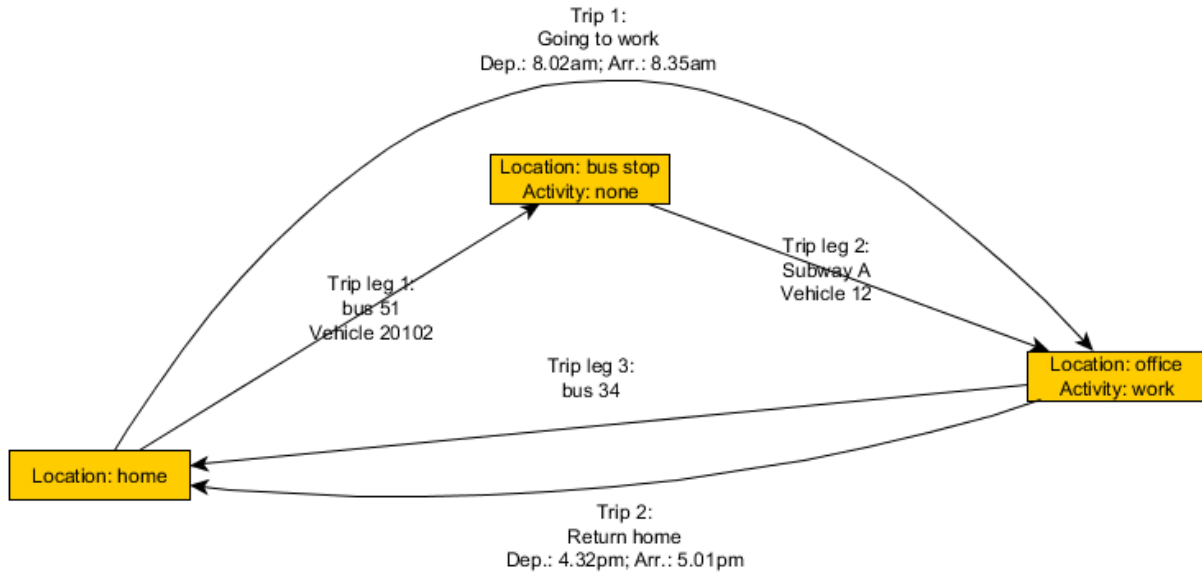 Trip 1:
Going to work
Dep.: 8.02am; Arr.: 8.35am
Location: bus stop
Activity: none
Trip leg 2:
Subway A
Vehicle 12
Trip leg 1:
bus 51
Vehicle 20102
Trip leg 3:
bus 34
Location: office
Activity: work
Location: home
Trip 2:
Return home
Dep.: 4.32pm; Arr.: 5.01pm